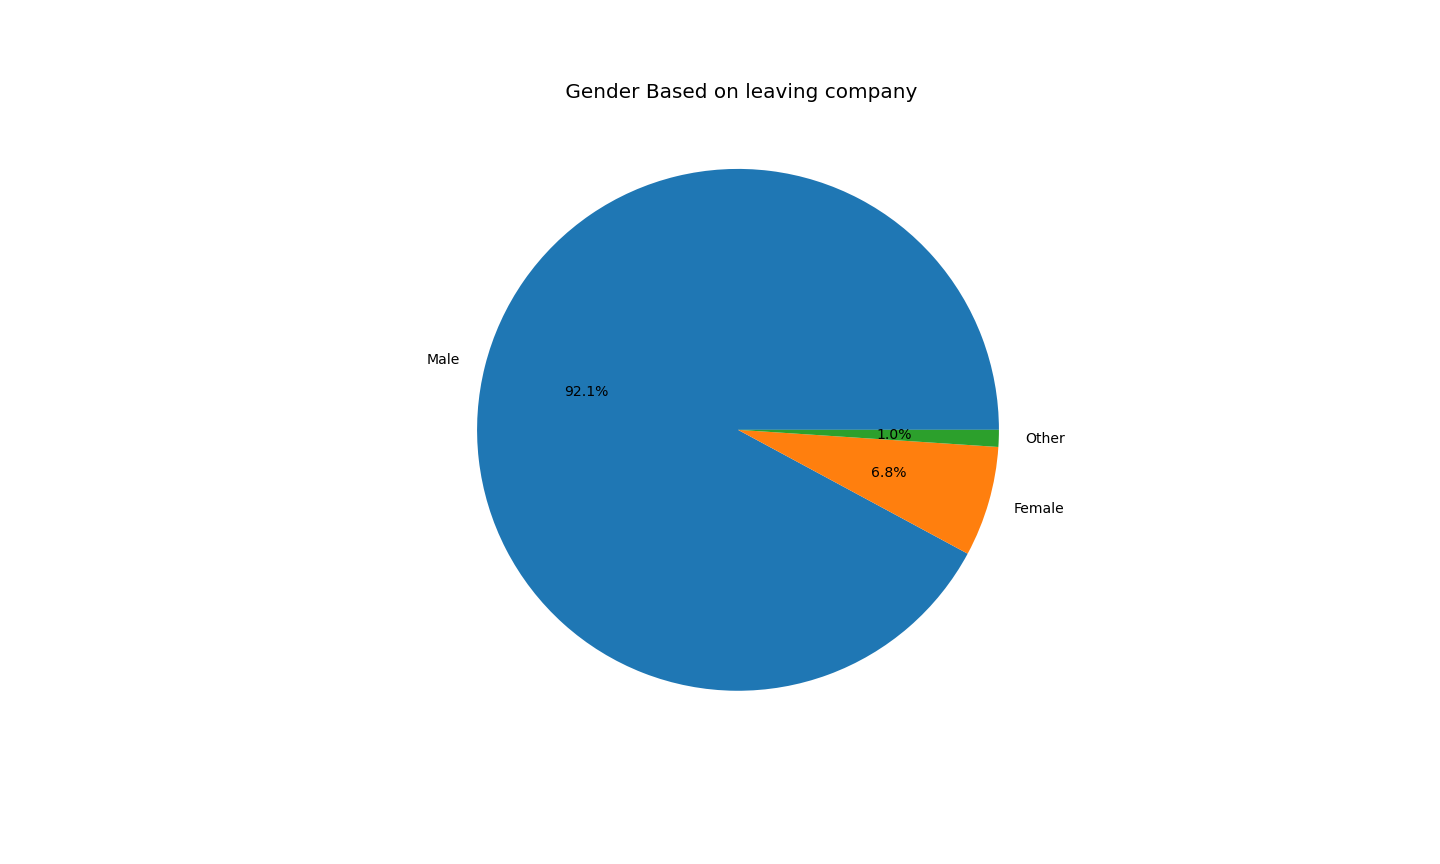 Gender Based on leaving company
Male
92.1%
1.0%
Other
6.8%
Female